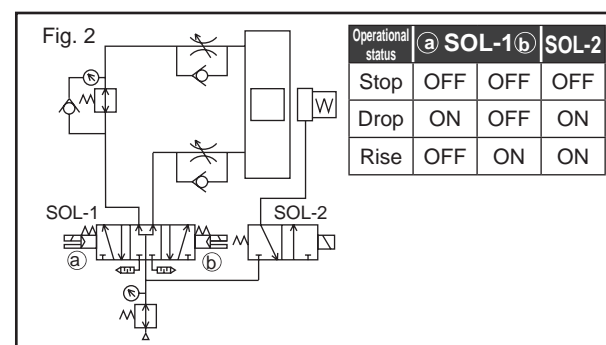 Fig. 2
Operational status ⓐ SOL-1 ⓑ SOL-2
Stop OFF OFF OFF
Drop ON OFF ON
Rise OFF ON ON
W
SOL-1
SOL-2
ⓐ
ⓑ